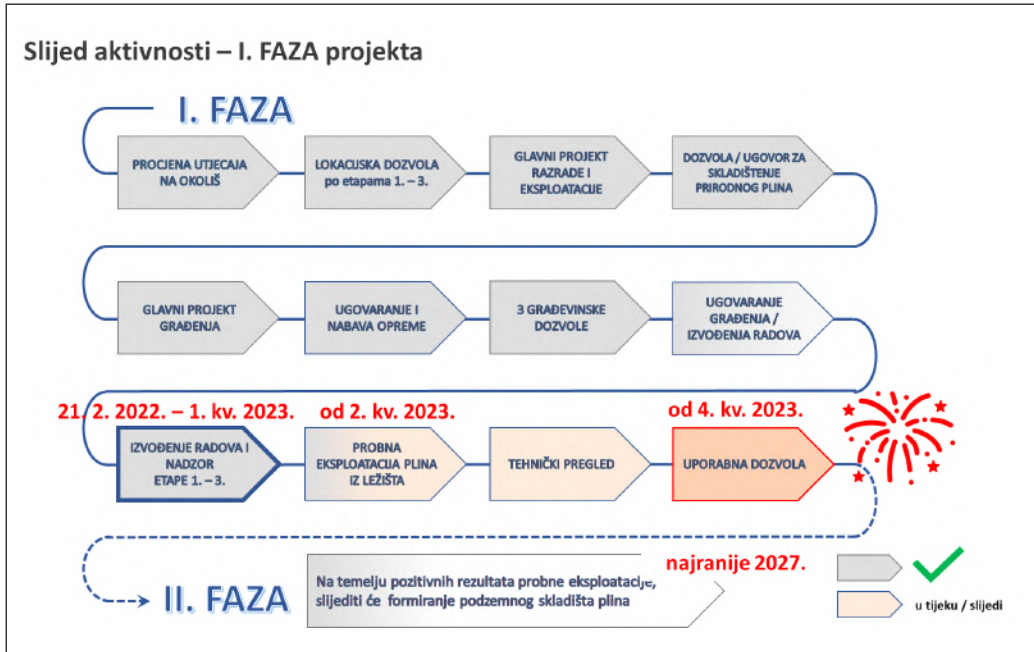 Slijed aktivnosti – I. FAZA projekta
I. FAZA
PROCJENA UTJECAJA
NA OKOLIŠ
LOKACIJSKA DOZVOLA
po etapama 1. – 3.
GLAVNI PROJEKT
RAZRADE I
EKSPLOATACIJE
DOZVOLA / UGOVOR ZA
SKLADIŠTENJE
PRIRODNOG PLINA
GLAVNI PROJEKT
GRAĐENJA
UGOVARANJE I
NABAVA OPREME
3 GRAĐEVINSKE
DOZVOLE
UGOVARANJE
GRAĐENJA /
IZVOĐENJA RADOVA
21. 2. 2022. – 1. kv. 2023.
IZVOĐENJE RADOVA I
NADZOR
ETAPE 1. – 3.
od 2. kv. 2023.
PROBNA
EKSPLOATACIJA PLINA
IZ LEŽIŠTA
TEHNIČKI PREGLED
od 4. kv. 2023.
UPORABNA DOZVOLA
II. FAZA
najranije 2027.
Na temelju pozitivnih rezultata probne eksploatacije,
slijediti će formiranje podzemnog skladišta plina
u tijeku / slijedi